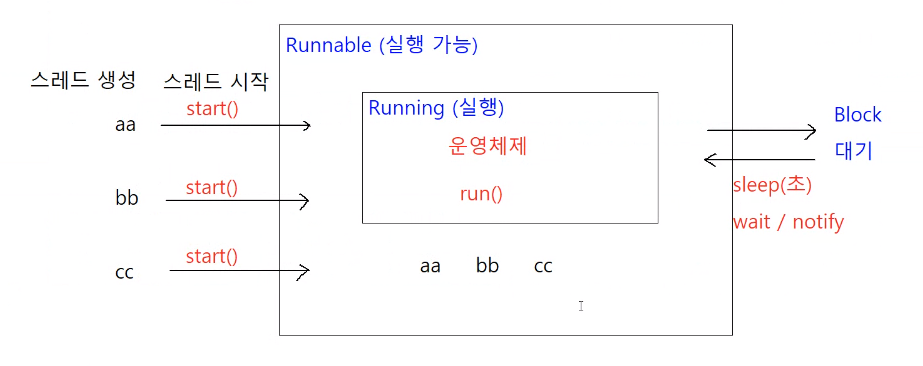 Runnable (실행 가능)
스레드 생성
스레드 시작
aa
start()
bb
start()
cc
start()
Running (실행)
운영체제
run()
aa bb cc
Block
대기
sleep(초)
wait / notify